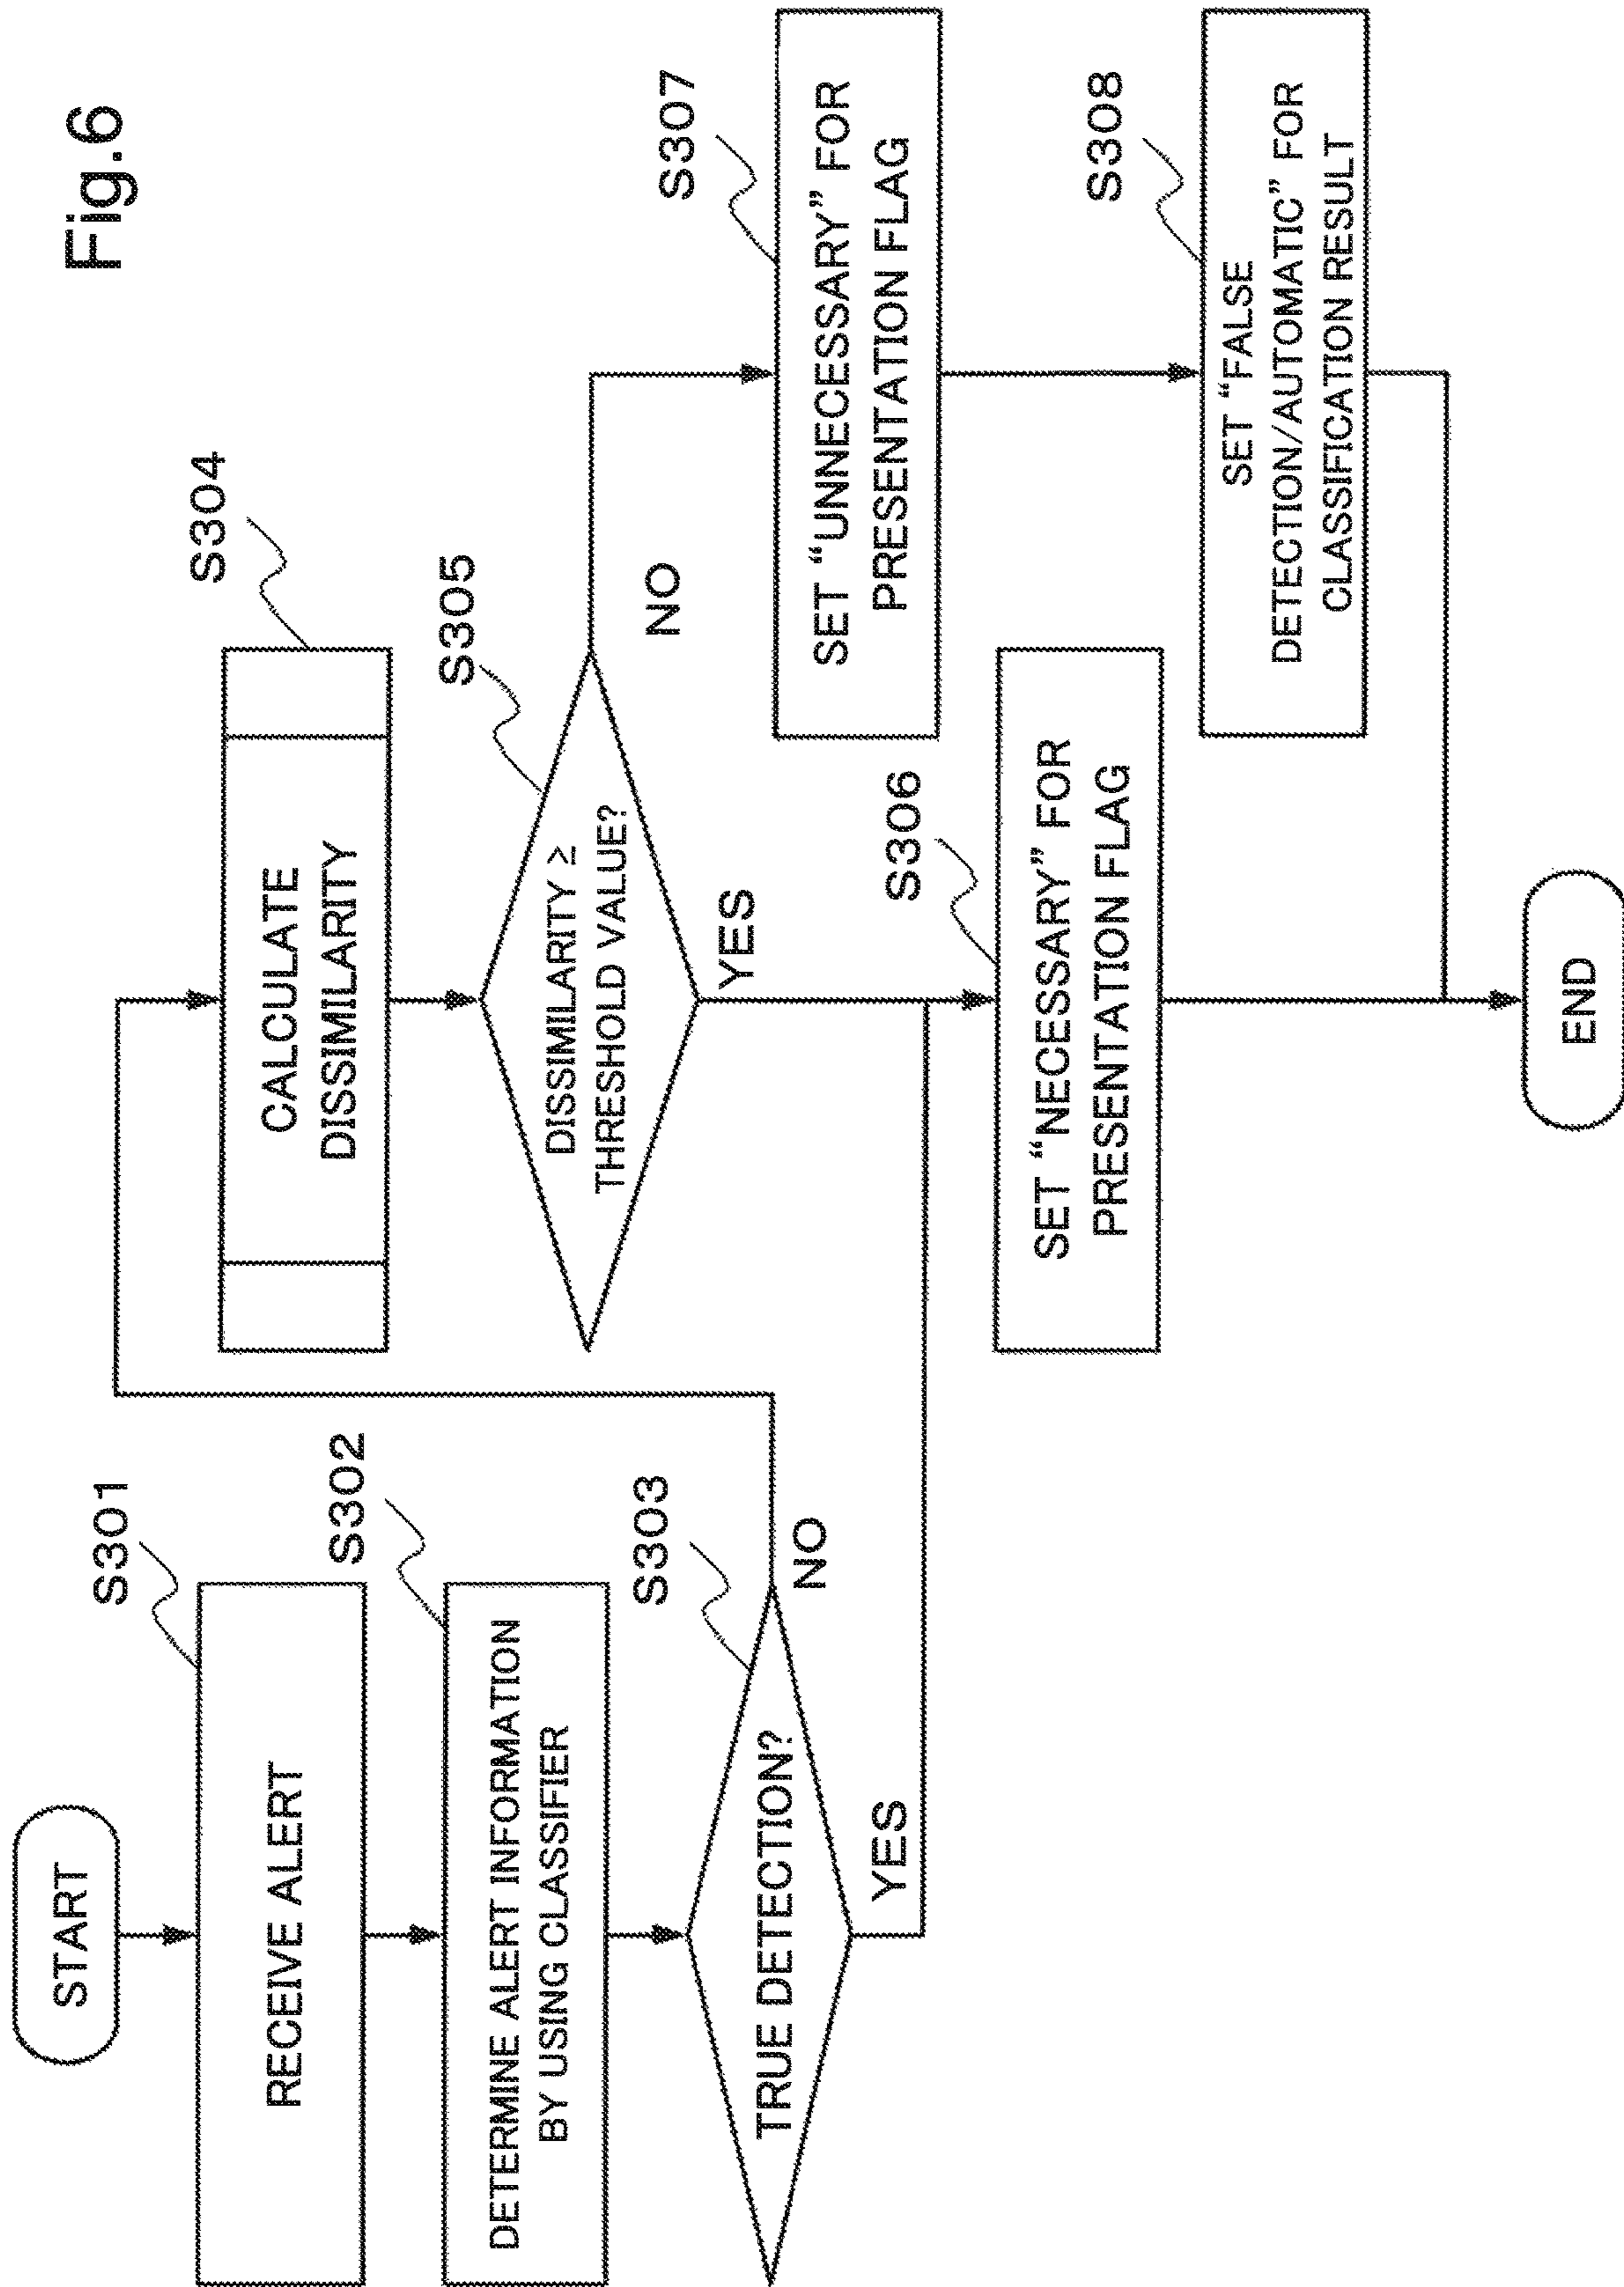 Fig.6
START
S301
RECEIVE ALERT
S302
DETERMINE ALERT INFORMATION
BY USING CLASSIFIER
S303
TRUE DETECTION?
NO
YES
S304
CALCULATE
DISSIMILARITY
S305
DISSIMILARITY ≥
THRESHOLD VALUE?
NO
YES
S306
SET “NECESSARY” FOR
PRESENTATION FLAG
S307
SET “UNNECESSARY” FOR
PRESENTATION FLAG
S308
SET “FALSE
DETECTION/AUTOMATIC” FOR
CLASSIFICATION RESULT
END